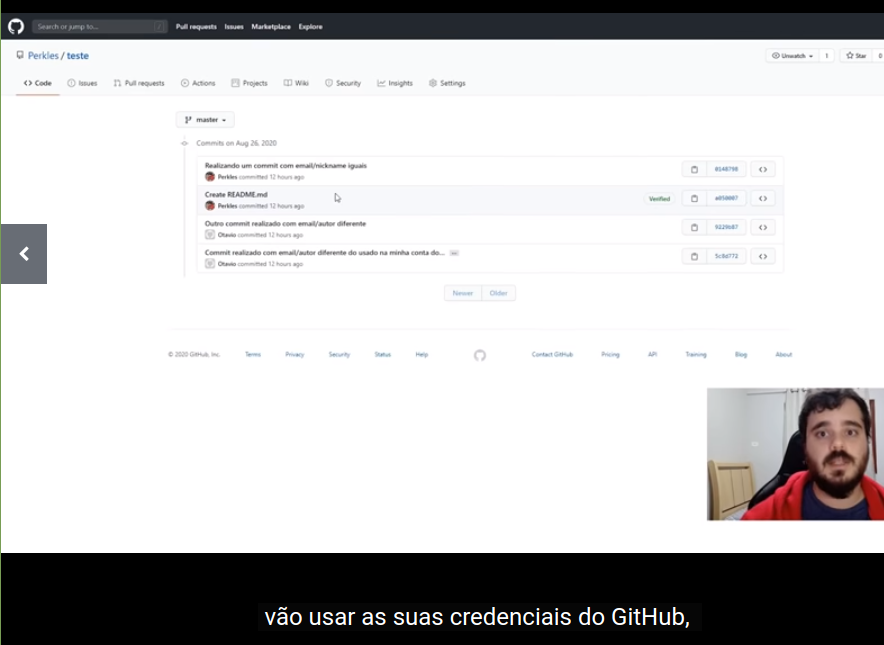 Search or jump to... /
Pull requests Issues Marketplace Explore
Perkles / teste
Unwatch 1 Star 0
Code Issues Pull requests Actions Projects Wiki Security Insights Settings
master
Commits on Aug 26, 2020
Realizando um commit com email/nickname iguais
Perkles committed 12 hours ago
0148798
Create README.md
Perkles committed 12 hours ago
Verified
Outro commit realizado com email/autor diferente
Otavio committed 12 hours ago
Commit realizado com email/autor diferente do usado na minha conta do... ...
Otavio committed 12 hours ago
5c8d772
Newer Older
© 2020 GitHub, Inc. Terms Privacy Security Status Help Contact GitHub Pricing API Training Blog About
vão usar as suas credenciais do GitHub,